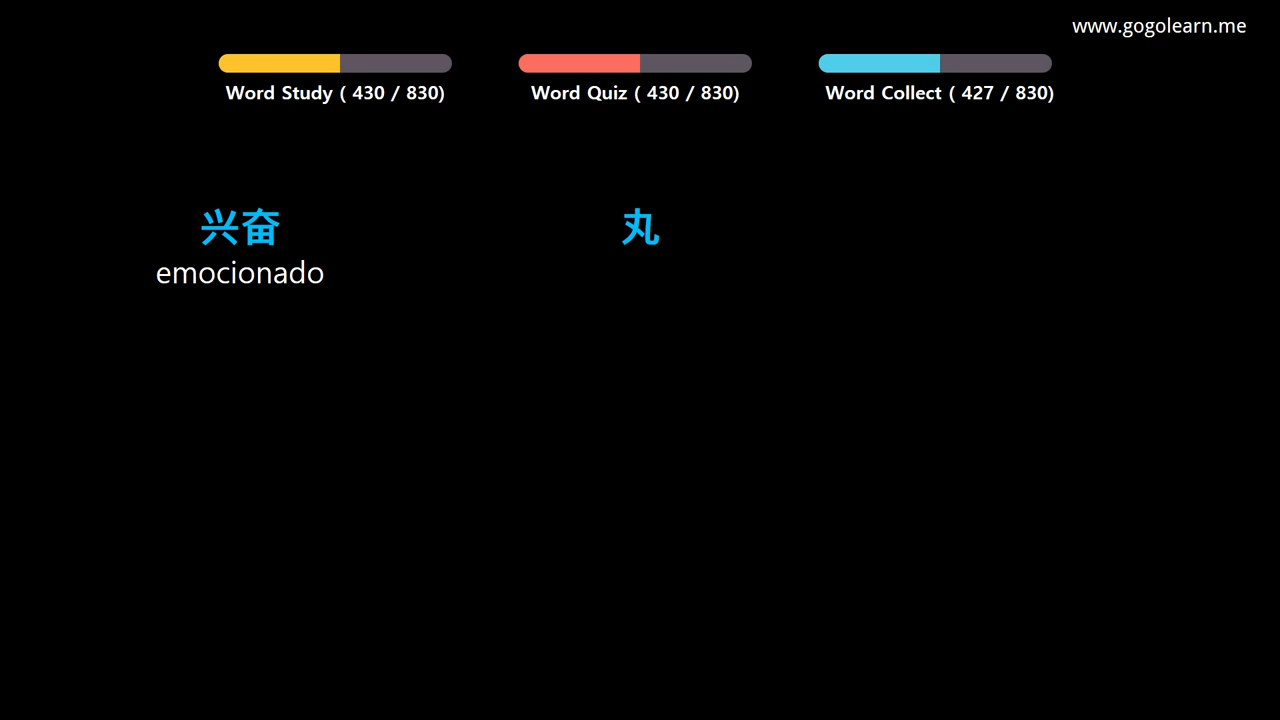 www.gogolearn.me
Word Study ( 430 / 830)
Word Quiz ( 430 / 830)
Word Collect ( 427 / 830)
兴奋
emocionado
丸